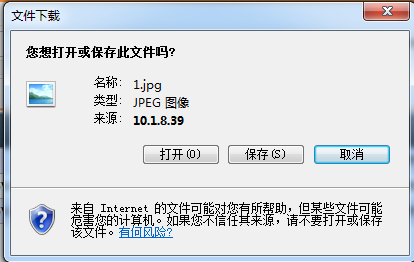 文件下载
您想打开或保存此文件吗?
名称: 1.jpg
类型: JPEG 图像
来源: 10.1.8.39
打开(O) 保存(S) 取消
来自 Internet 的文件可能对您有所帮助,但某些文件可能
危害您的计算机。如果您不信任其来源,请不要打开或保存
该文件。有何风险?